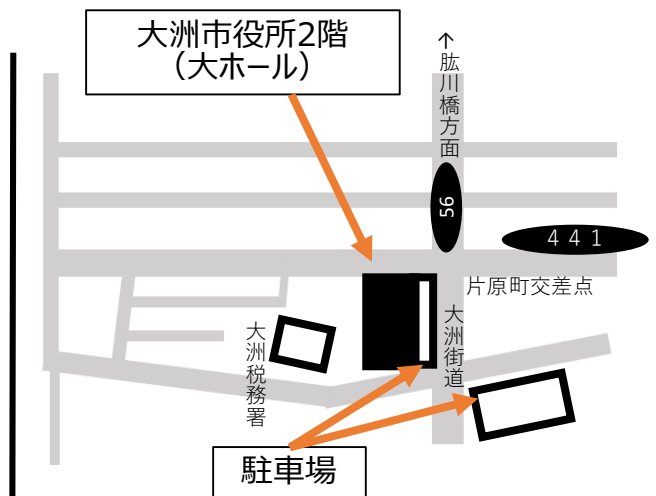 大洲市役所2階
（大ホール）
↑肱川橋方面
56
４４１
片原町交差点
大洲街道
大洲税務署
駐車場